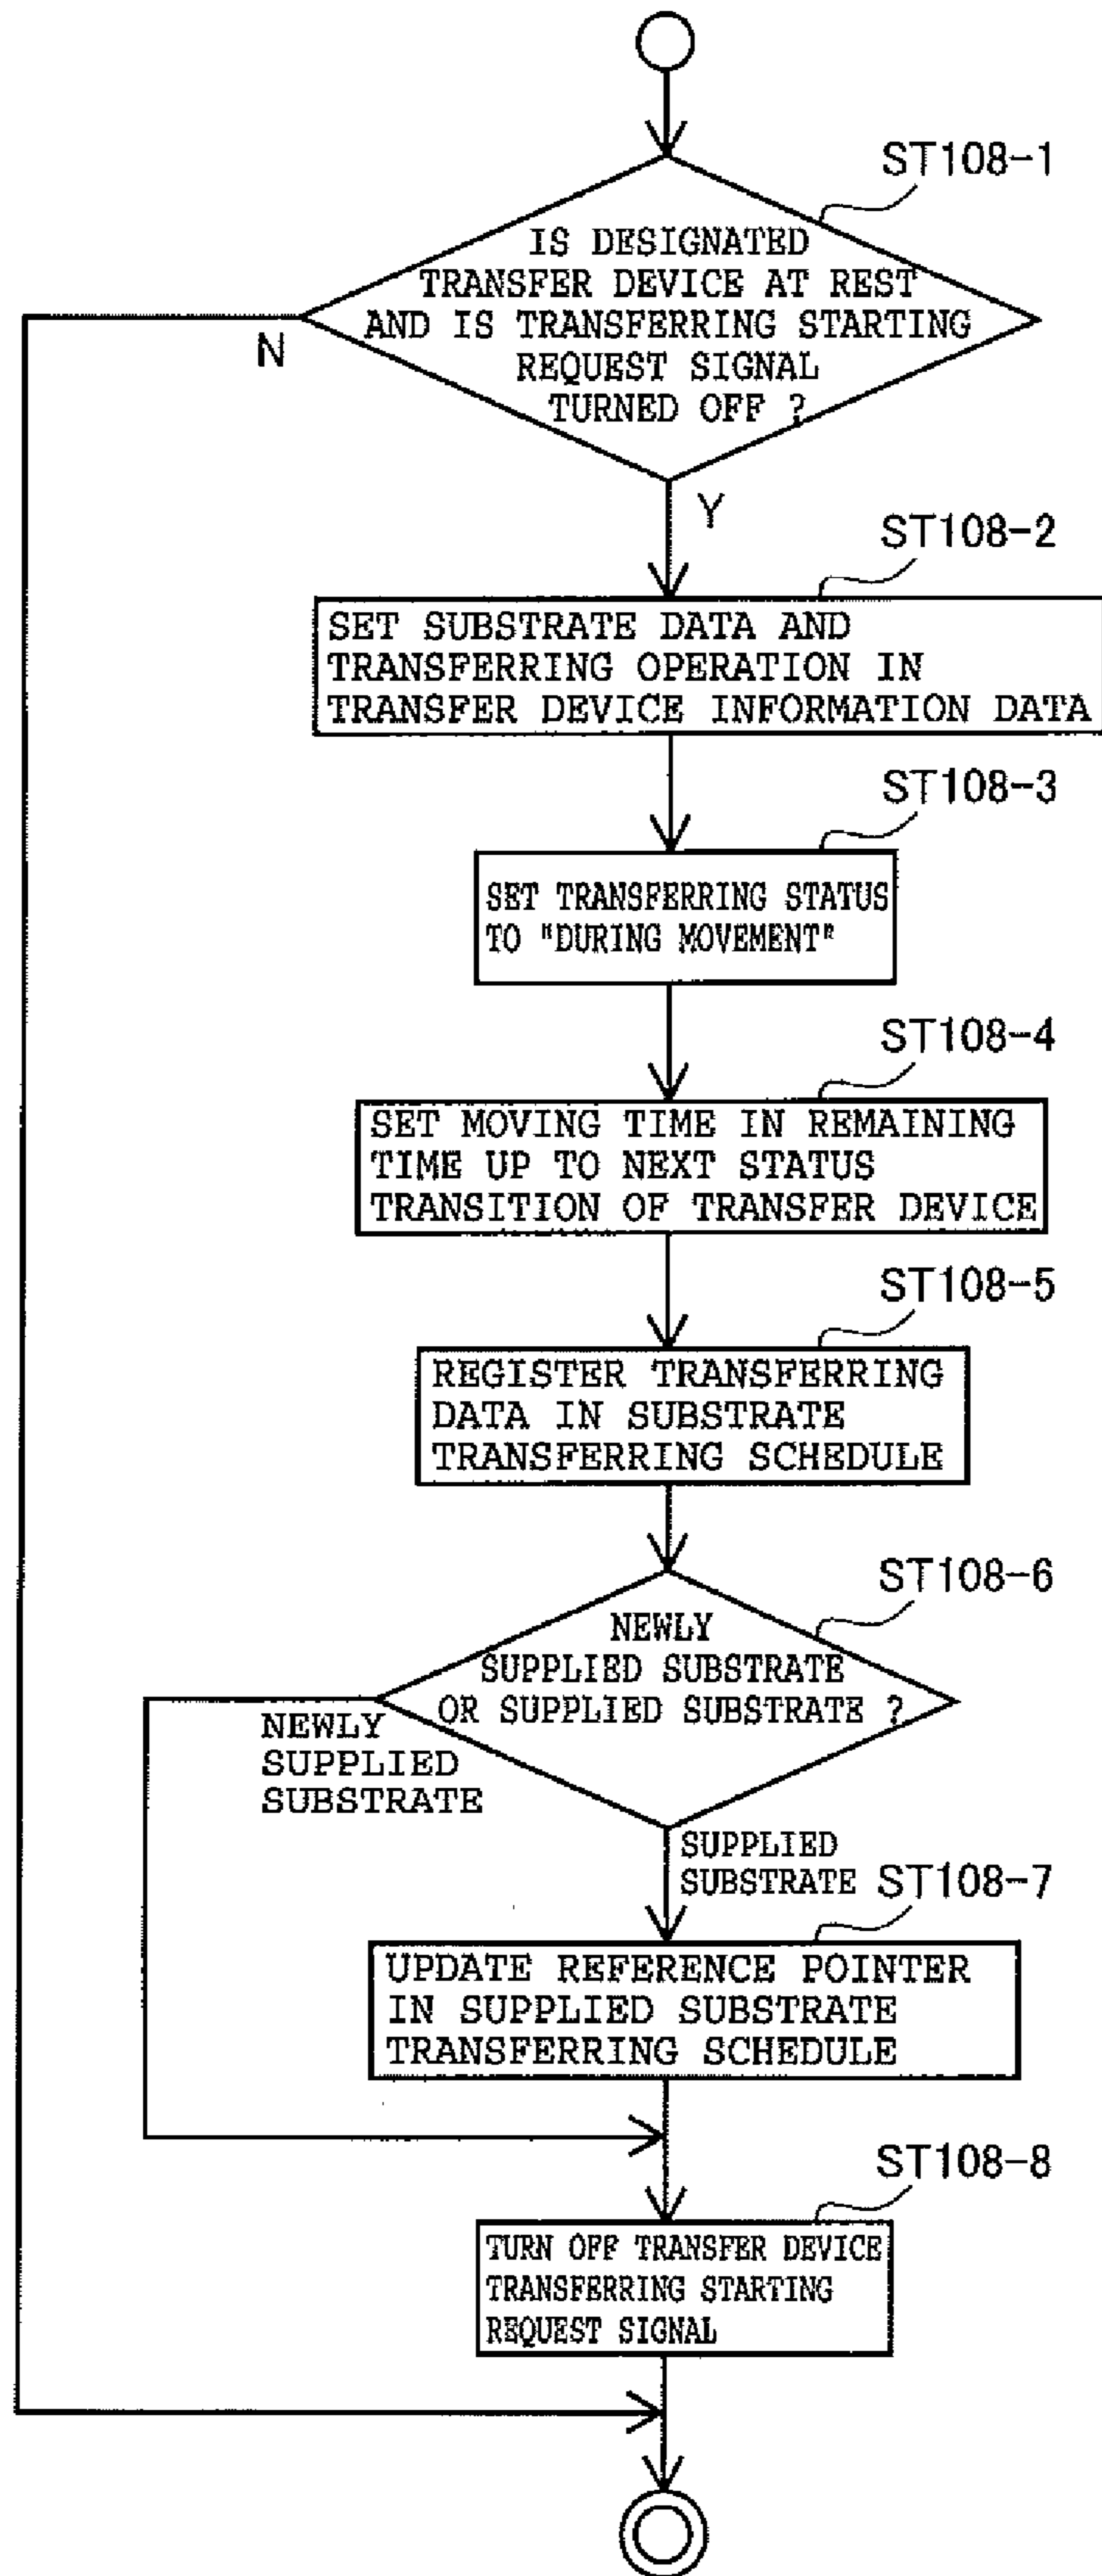 ST108-1
IS DESIGNATED
TRANSFER DEVICE AT REST
AND IS TRANSFERRING STARTING
REQUEST SIGNAL
TURNED OFF ?
N
Y
ST108-2
SET SUBSTRATE DATA AND
TRANSFERRING OPERATION IN
TRANSFER DEVICE INFORMATION DATA
ST108-3
SET TRANSFERRING STATUS
TO "DURING MOVEMENT"
ST108-4
SET MOVING TIME IN REMAINING
TIME UP TO NEXT STATUS
TRANSITION OF TRANSFER DEVICE
ST108-5
REGISTER TRANSFERRING
DATA IN SUBSTRATE
TRANSFERRING SCHEDULE
ST108-6
NEWLY
SUPPLIED SUBSTRATE
OR SUPPLIED SUBSTRATE ?
NEWLY
SUPPLIED
SUBSTRATE
SUPPLIED
SUBSTRATE
ST108-7
UPDATE REFERENCE POINTER
IN SUPPLIED SUBSTRATE
TRANSFERRING SCHEDULE
ST108-8
TURN OFF TRANSFER DEVICE
TRANSFERRING STARTING
REQUEST SIGNAL